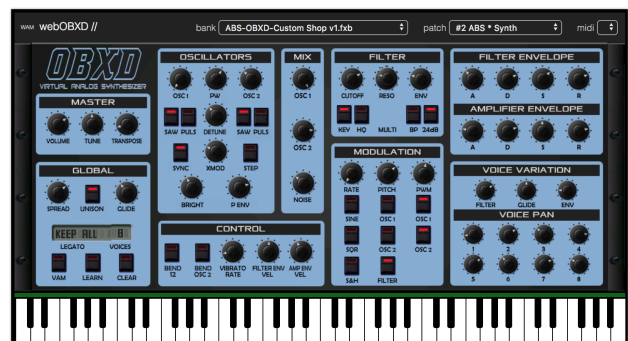 WAM webOBXD //
bank ABS-OBXD-Custom Shop v1.fxb
patch #2 ABS * Synth
midi
OBXD
VIRTUAL ANALOG SYNTHESIZER
MASTER
VOLUME TUNE TRANSPOSE
GLOBAL
SPREAD UNISON GLIDE
KEEP ALL 8
LEGATO VOICES
VAM LEARN CLEAR
OSCILLATORS
OSC 1 PW OSC 2
SAW PULS DETUNE SAW PULS
SYNC XMOD STEP
BRIGHT P ENV
MIX
OSC 1
OSC 2
NOISE
CONTROL
BEND 12
BEND OSC 2
VIBRATO RATE
FILTER ENV VEL
AMP ENV VEL
FILTER
CUTOFF RESO ENV
KEY HQ MULTI BP 24dB
MODULATION
RATE PITCH PWM
SINE OSC 1 OSC 1
SQR OSC 2 OSC 2
S&H FILTER
FILTER ENVELOPE
A D S R
AMPLIFIER ENVELOPE
A D S R
VOICE VARIATION
FILTER GLIDE ENV
VOICE PAN
1 2 3 4
5 6 7 8